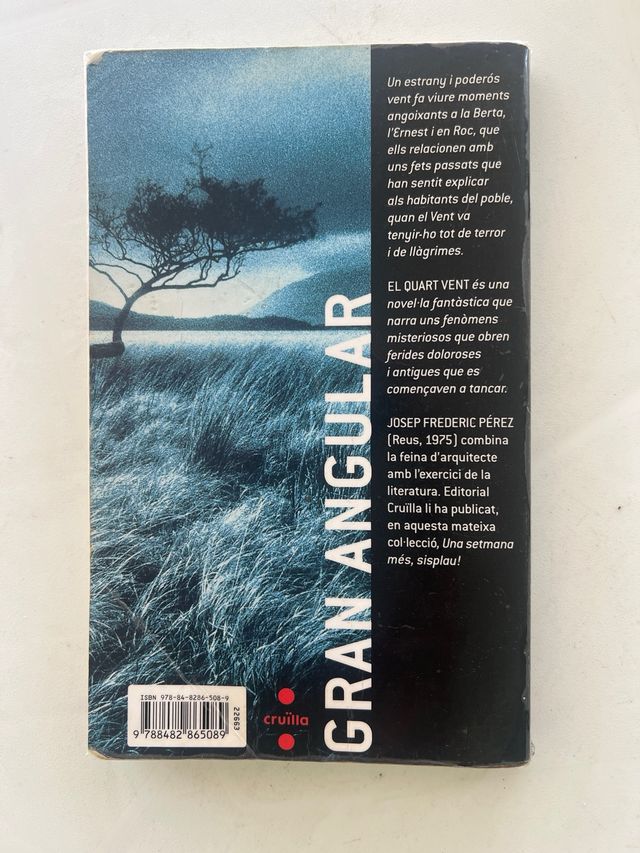 Un estrany i poderós
vent fa viure moments
angoixants a la Berta,
l'Ernest i en Roc, que
ells relacionen amb
uns fets passats que
han sentit explicar
als habitants del poble,
quan el Vent va
tenyir-ho tot de terror
i de llàgrimes.
EL QUART VENT és una
novel·la fantàstica que
narra uns fenòmens
misteriosos que obren
ferides doloroses
i antigues que es
començaven a tancar.
JOSEP FREDERIC PÉREZ
(Reus, 1975) combina
la feina d'arquitecte
amb l'exercici de la
literatura. Editorial
Cruïlla li ha publicat,
en aquesta mateixa
col·lecció, Una setmana
més, sisplau!
GRAN ANGULAR
ISBN 978-84-8286-508-9
22663
9 788482 865089
cruïlla